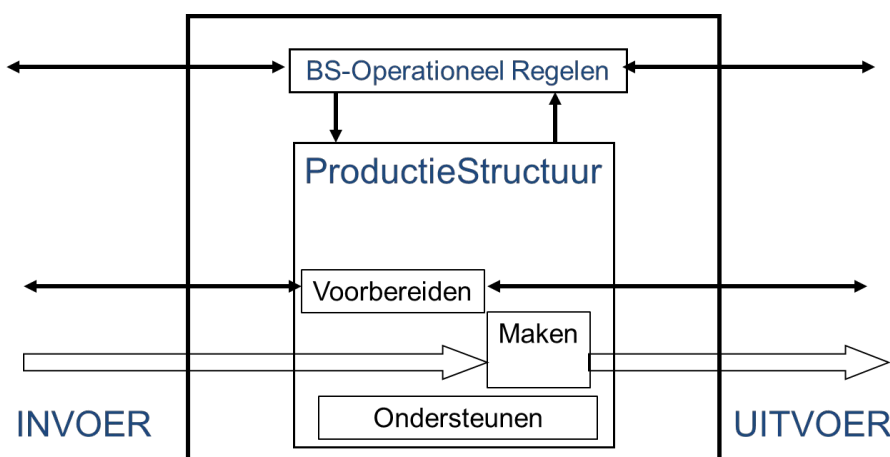 BS-Operationeel Regelen
ProductieStructuur
Voorbereiden
Maken
Ondersteunen
INVOER
UITVOER